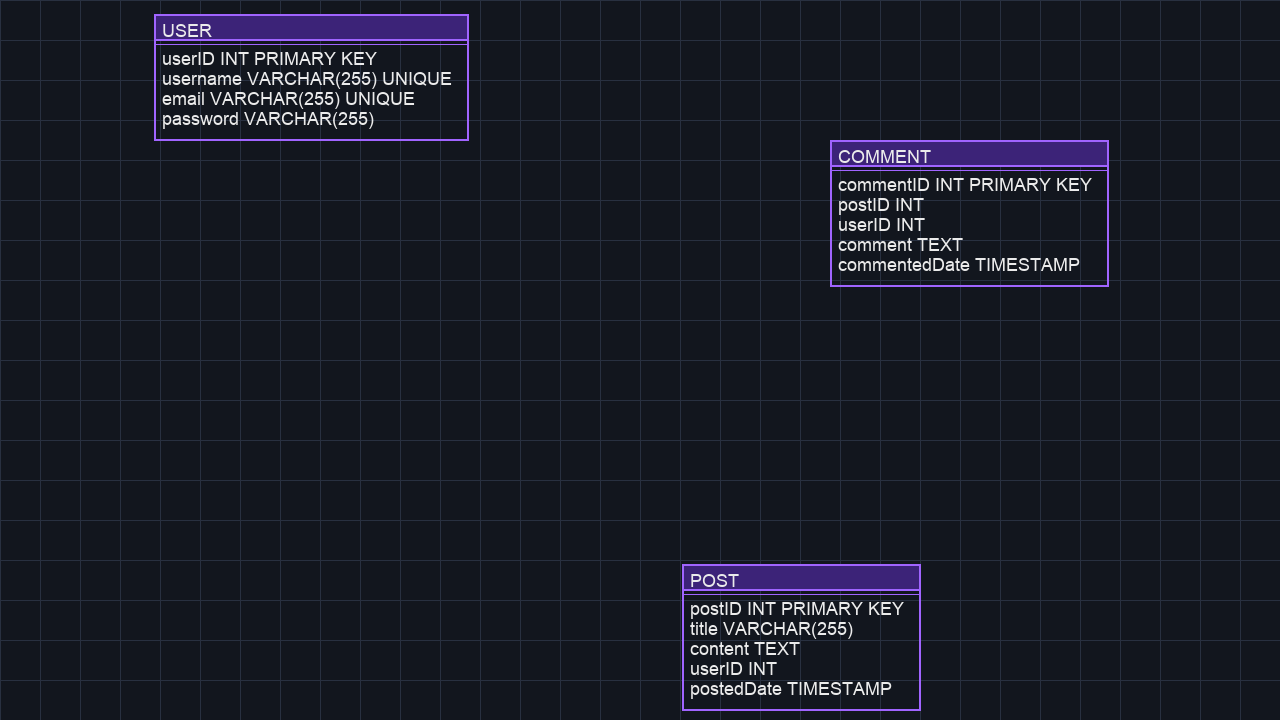 USER
userID INT PRIMARY KEY
username VARCHAR(255) UNIQUE
email VARCHAR(255) UNIQUE
password VARCHAR(255)
COMMENT
commentID INT PRIMARY KEY
postID INT
userID INT
comment TEXT
commentedDate TIMESTAMP
POST
postID INT PRIMARY KEY
title VARCHAR(255)
content TEXT
userID INT
postedDate TIMESTAMP